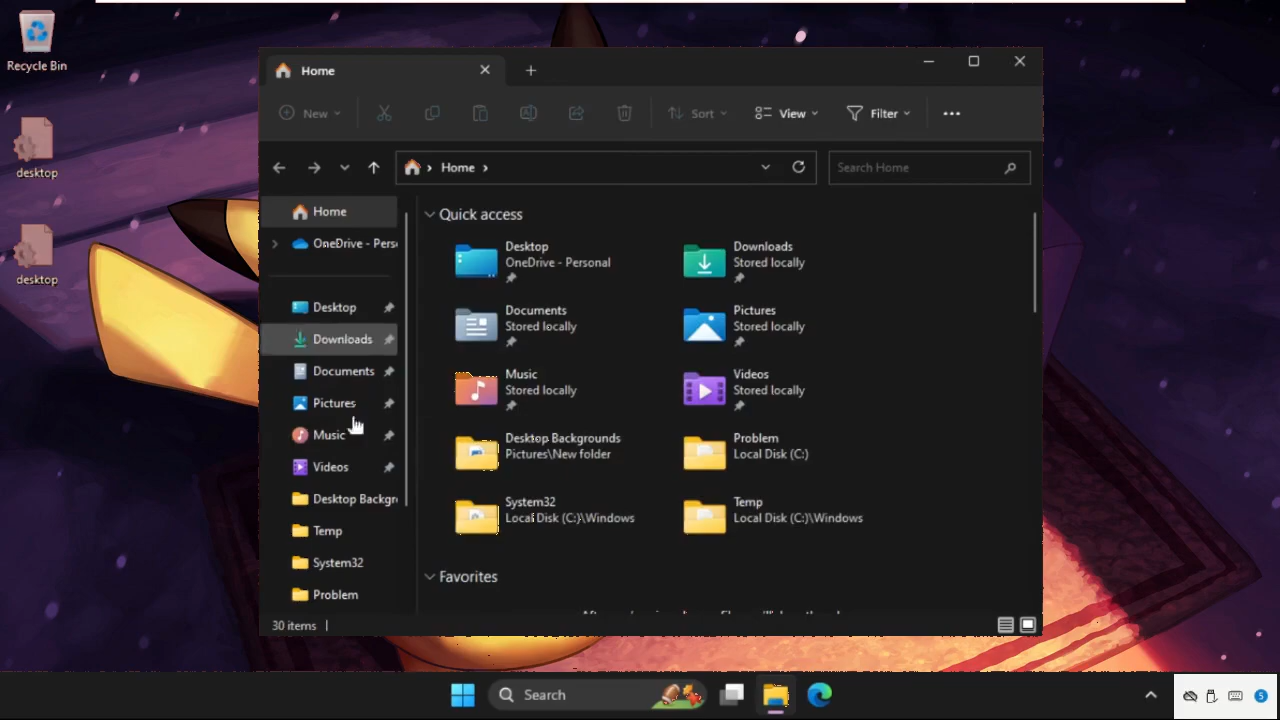 Recycle Bin
desktop
desktop
Home
New
Sort
View
Filter
Home
Search Home
Home
OneDrive - Pers
Desktop
Downloads
Documents
Pictures
Music
Videos
Desktop Backgr
Temp
System32
Problem
Quick access
Desktop
OneDrive - Personal
Downloads
Stored locally
Documents
Stored locally
Pictures
Stored locally
Music
Stored locally
Videos
Stored locally
Desktop Backgrounds
Pictures\New folder
Problem
Local Disk (C:)
System32
Local Disk (C:)\Windows
Temp
Local Disk (C:)\Windows
Favorites
30 items
Search
5